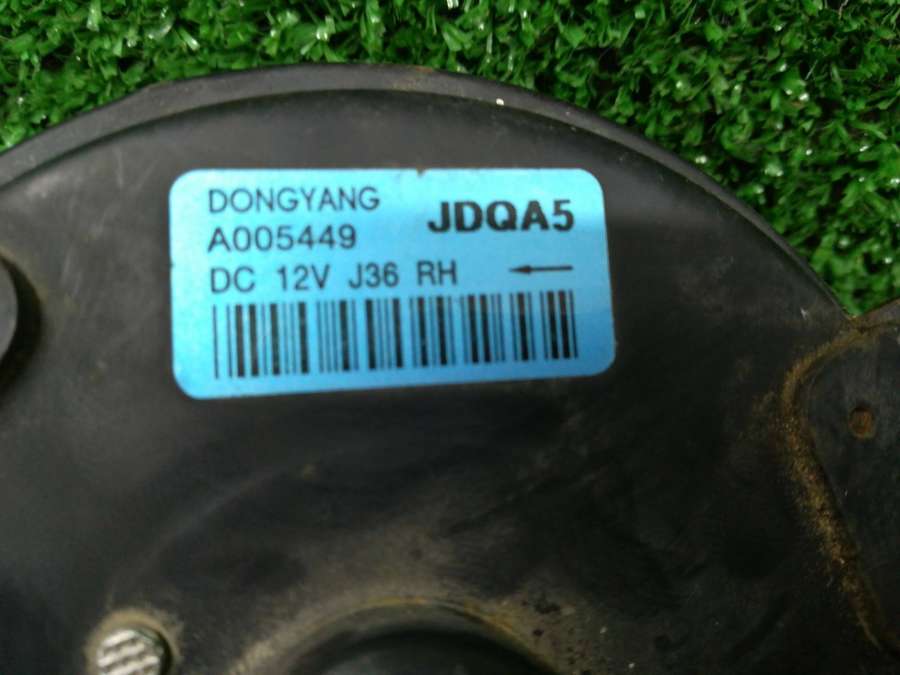 DONGYANG
JDQA5
A005449
DC 12V J36 RH ←